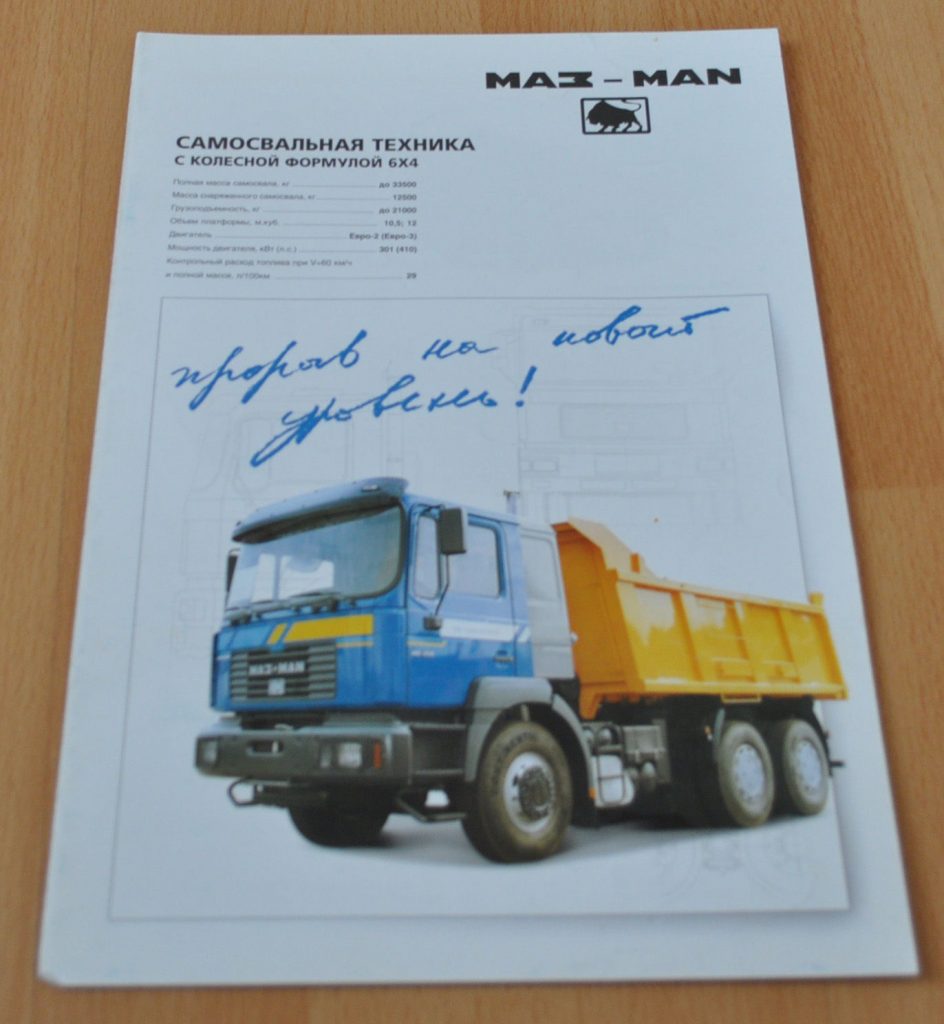 МАЗ – MAN
САМОСВАЛЬНАЯ ТЕХНИКА
С КОЛЕСНОЙ ФОРМУЛОЙ 6X4
Полная масса самосвала, кг до 33500
Масса снаряженного самосвала, кг 12500
Грузоподъемность, кг до 21000
Объем платформы, м.куб. 10,5; 12
Двигатель Евро-2 (Евро-3)
Мощность двигателя, кВт (л.с.) 301 (410)
Контрольный расход топлива при V=60 км/ч
и полной массе, л/100км 29
прорыв на новый
уровень!
МАЗ-MAN